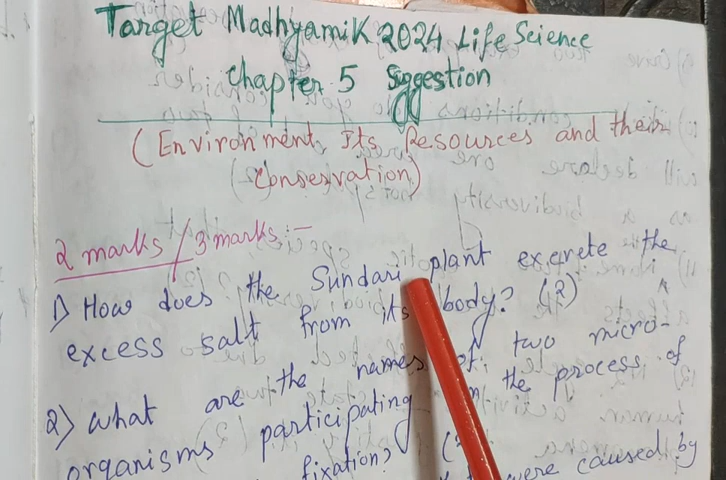 Target Madhyamik 2024 Life Science
Chapter 5 Suggestion
(Environment, Its Resources and their
Conservation)
2 marks / 3 marks :-
1) How does the Sundari plant excrete the
excess salt from its body? (2)
2) What are the names of two micro-
organisms participating in the process of
fixation?
were caused by